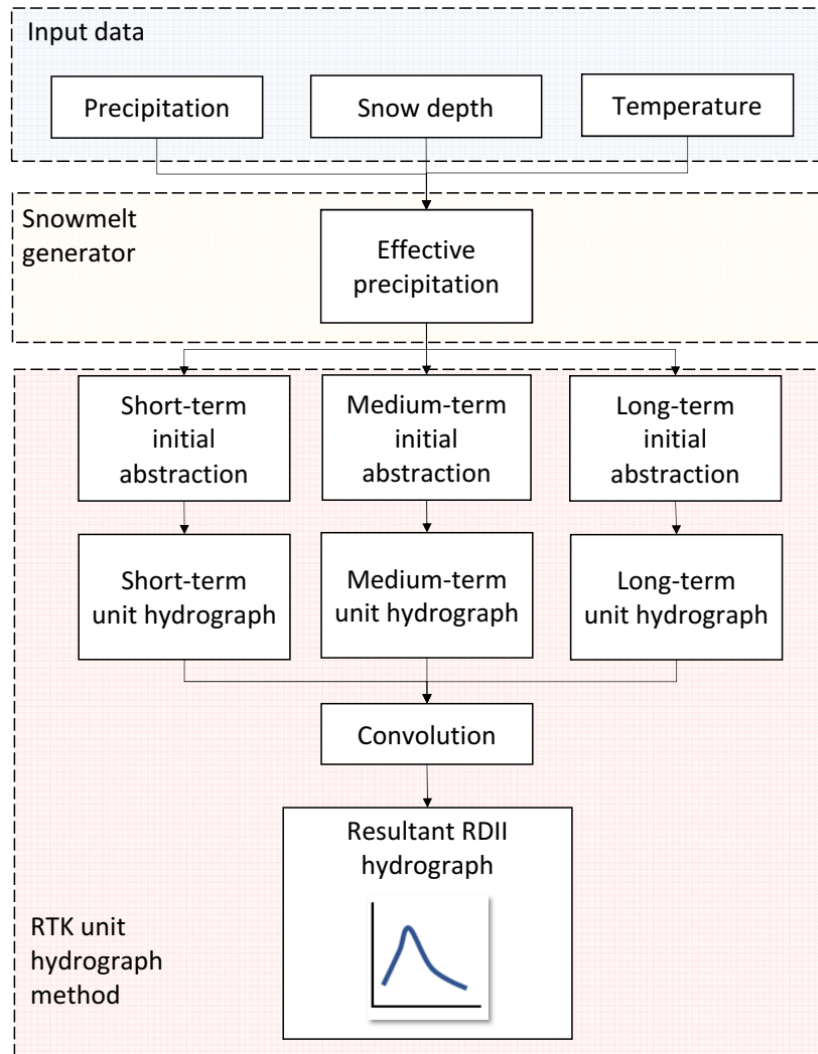 Input data
Precipitation
Snow depth
Temperature
Snowmelt
generator
Effective
precipitation
Short-term
initial
abstraction
Medium-term
initial
abstraction
Long-term
initial
abstraction
Short-term
unit hydrograph
Medium-term
unit hydrograph
Long-term
unit hydrograph
Convolution
Resultant RDII
hydrograph
RTK unit
hydrograph
method